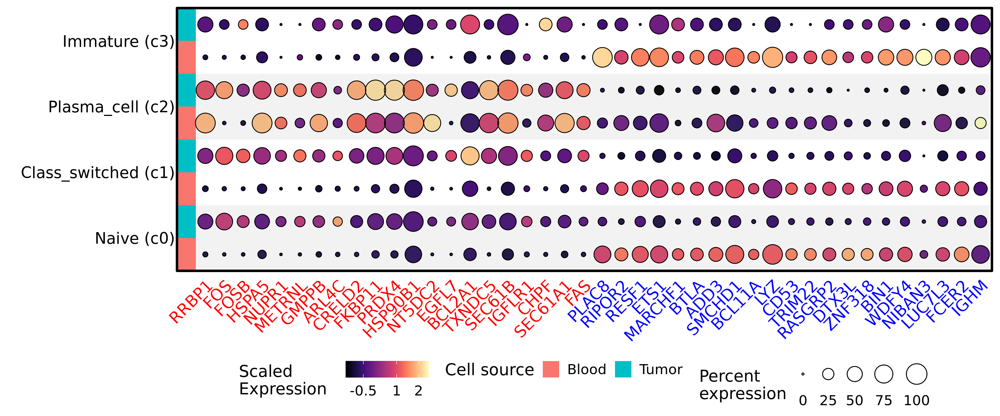 Immature (c3)
Plasma_cell (c2)
Class_switched (c1)
Naive (c0)
RRBP1
FOS
FOSB
HSPA5
NUPR1
METRNL
GMPPB
ARL4C
CRELD2
FKBP11
PRDX4
HSP90B1
NT5DC2
EGFL7
BCL2A1
TXNDC5
SEC61B
IGFLR1
CHPF
SEC61A1
FAS
PLAC8
RIPOR2
RESF1
ETS1
MARCHF1
BTLA
ADD3
SMCHD1
BCL11A
LYZ
CD53
TRIM22
RASGRP2
DTX3L
ZNF318
BIN1
WDFY4
NIBAN3
LUC7L3
FCER2
IGHM
Scaled
Expression
-0.5 1 2
Cell source Blood Tumor
Percent
expression
0 25 50 75 100